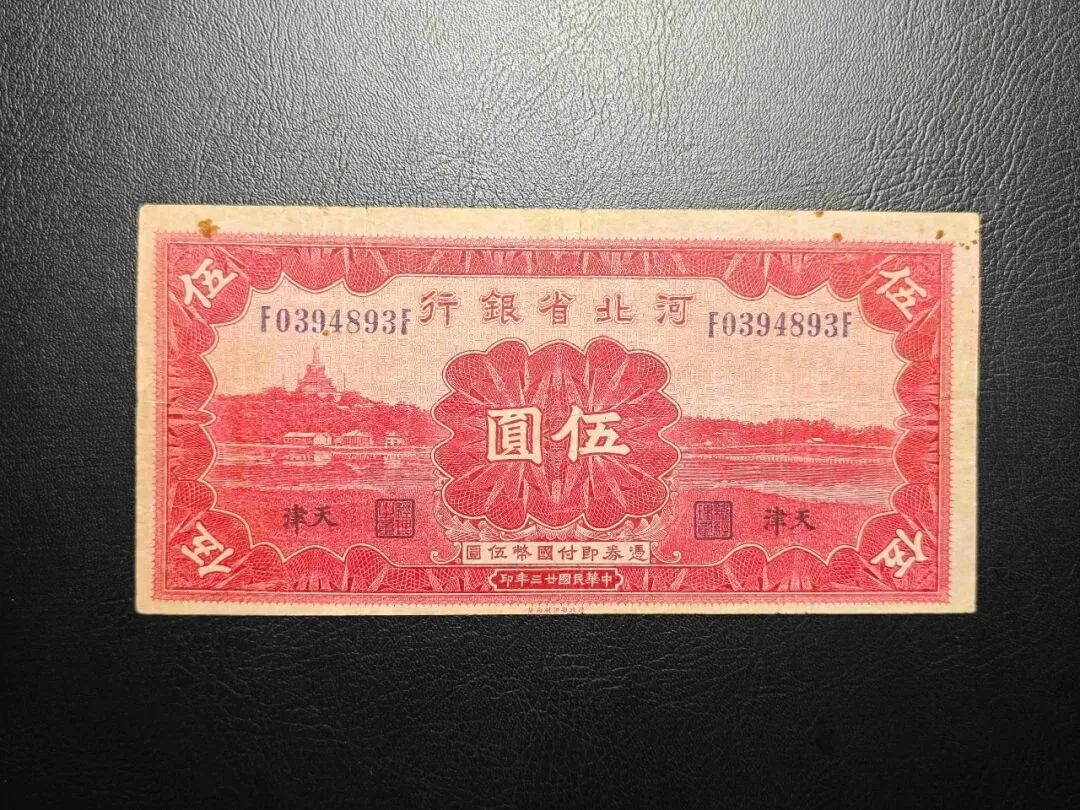 伍 伍
河北省銀行
F0394893F F0394893F
伍圓
天津 天津
憑券即付國幣伍圓
伍 伍
中華民國廿三年印